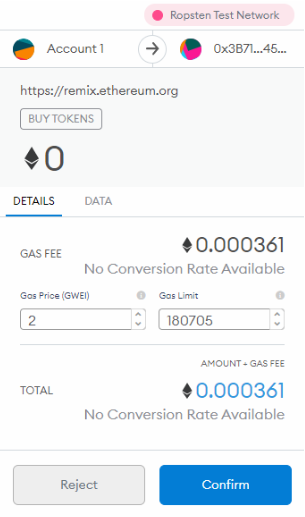 Ropsten Test Network
Account 1
0x3B71...45...
https://remix.ethereum.org
BUY TOKENS
0
DETAILS
DATA
GAS FEE
0.000361
No Conversion Rate Available
Gas Price (GWEI)
Gas Limit
2
180705
AMOUNT + GAS FEE
TOTAL
0.000361
No Conversion Rate Available
Reject
Confirm